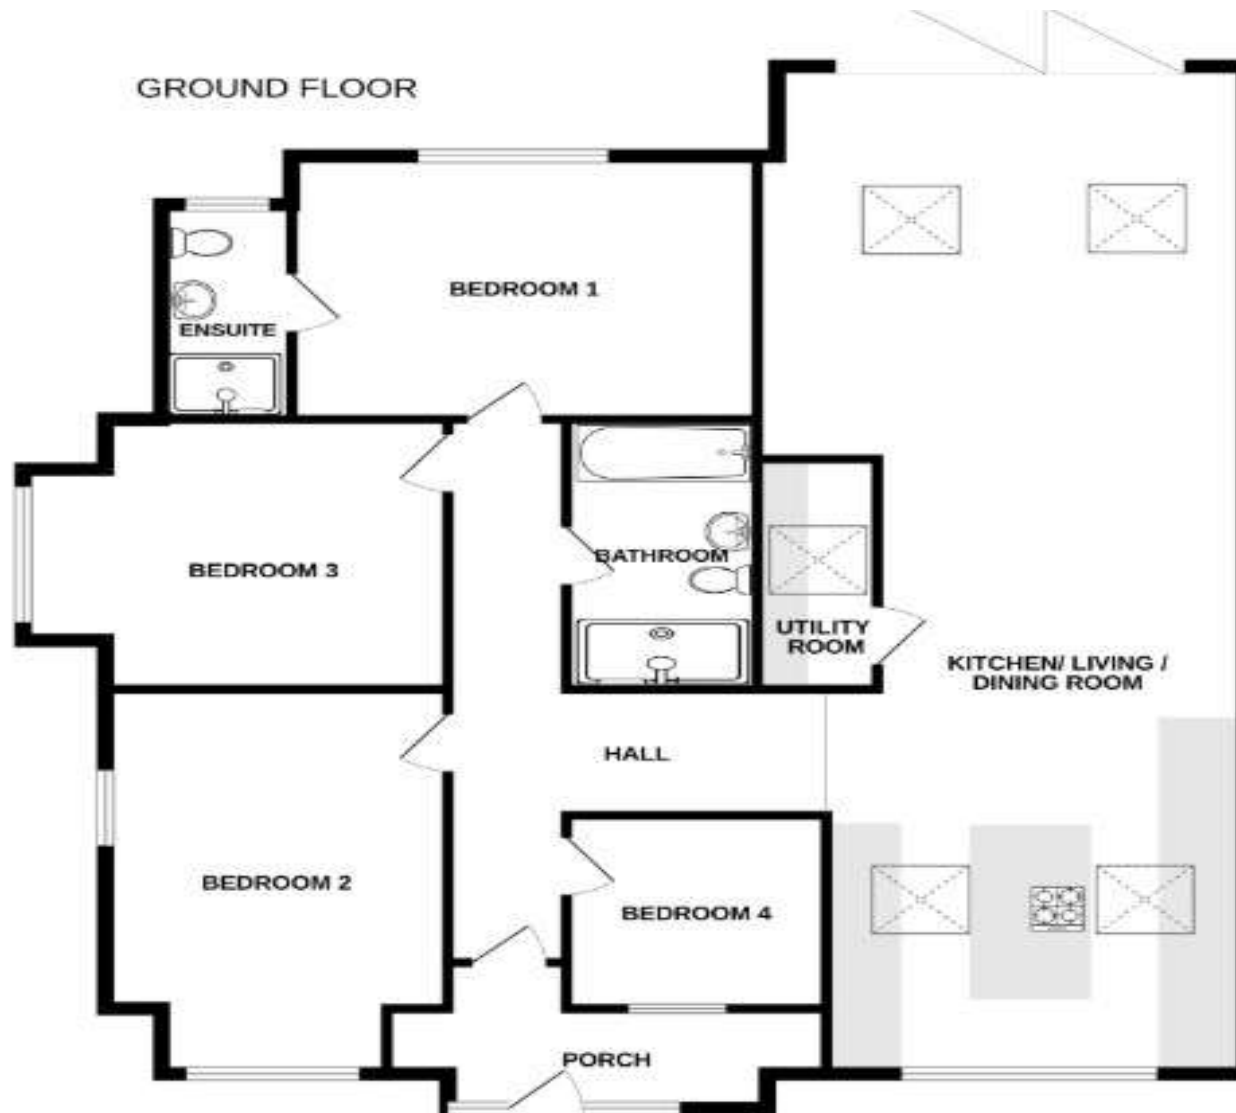 GROUND FLOOR
BEDROOM 1
ENSUITE
BATHROOM
BEDROOM 3
UTILITY
ROOM
KITCHEN/ LIVING /
DINING ROOM
HALL
BEDROOM 2
BEDROOM 4
PORCH